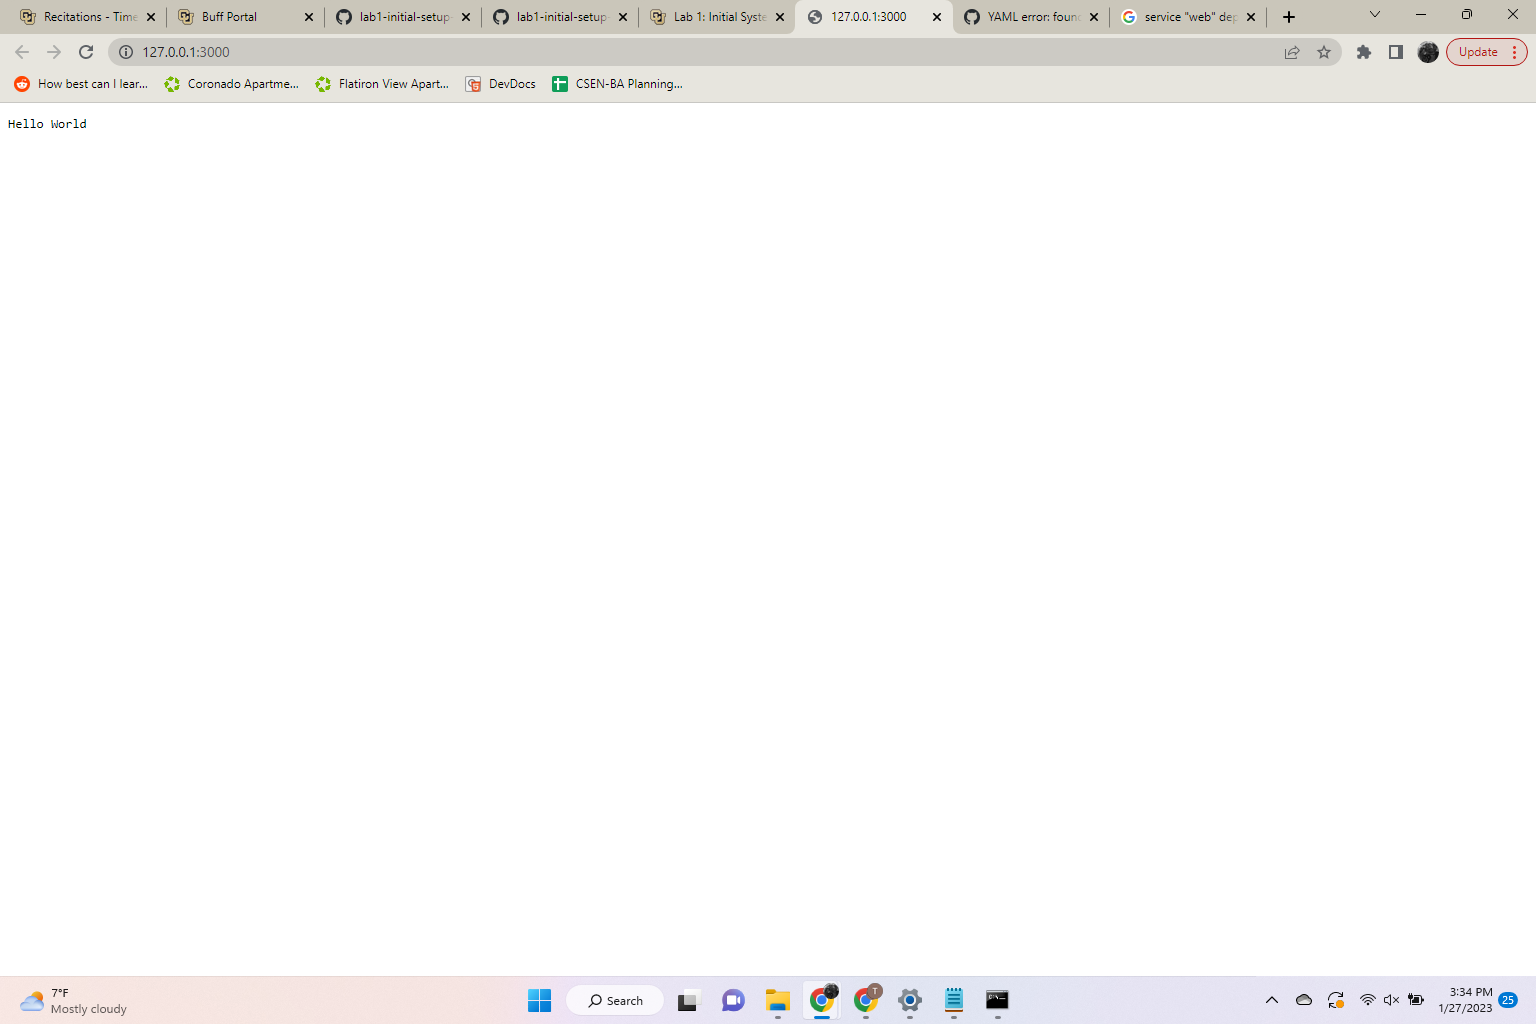 Recitations - Time
Buff Portal
lab1-initial-setup-
lab1-initial-setup-
Lab 1: Initial Syste
127.0.0.1:3000
YAML error: foun
service "web" dep
127.0.0.1:3000
Update
How best can I lear...
Coronado Apartme...
Flatiron View Apart...
DevDocs
CSEN-BA Planning...
Hello World
7°F
Mostly cloudy
Search
T
3:34 PM
1/27/2023
25